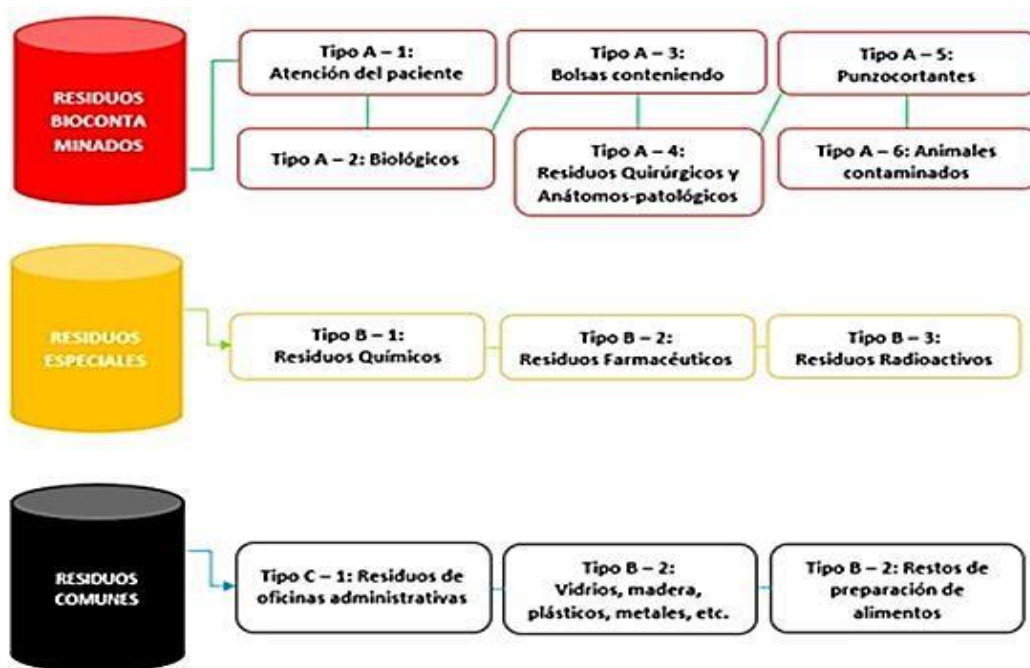 RESIDUOS
BIOCONTA
MINADOS
Tipo A – 1:
Atención del paciente
Tipo A – 2: Biológicos
Tipo A – 3:
Bolsas conteniendo
Tipo A – 4:
Residuos Quirúrgicos y
Anátomos-patológicos
Tipo A – 5:
Punzocortantes
Tipo A – 6: Animales
contaminados
RESIDUOS
ESPECIALES
Tipo B – 1:
Residuos Químicos
Tipo B – 2:
Residuos Farmacéuticos
Tipo B – 3:
Residuos Radioactivos
RESIDUOS
COMUNES
Tipo C – 1: Residuos de
oficinas administrativas
Tipo B – 2:
Vidrios, madera,
plásticos, metales, etc.
Tipo B – 2: Restos de
preparación de
alimentos